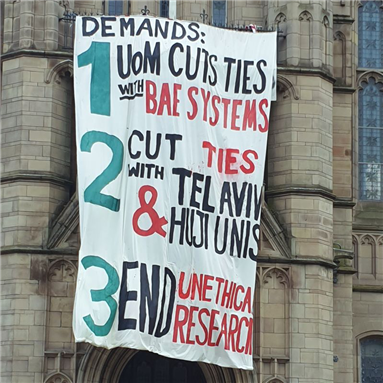 DEMANDS:
1 UoM CUTS TIES
WITH BAE SYSTEMS
2 CUT TIES
WITH TEL AVIV
& HUJI UNIS
3 END UNETHICAL
RESEARCH